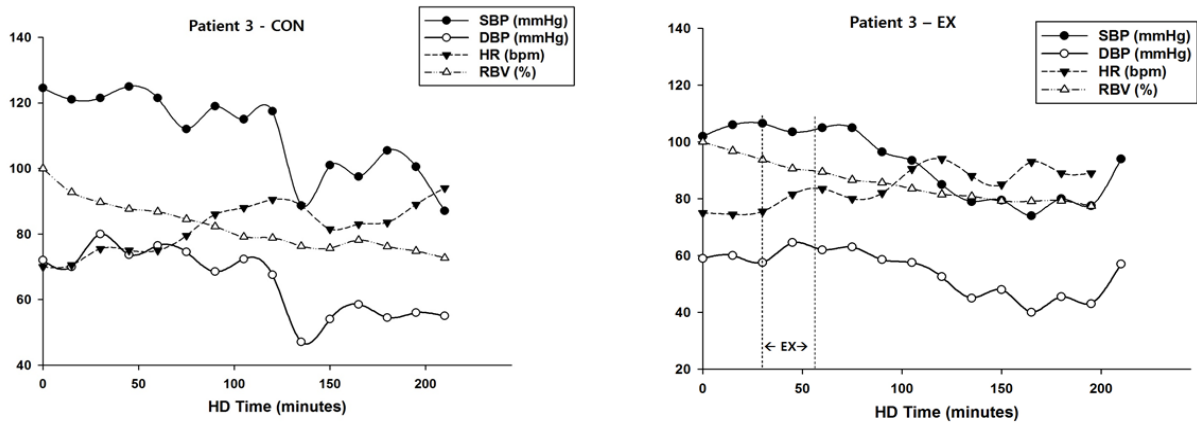 Patient 3 - CON
SBP (mmHg)
DBP (mmHg)
HR (bpm)
RBV (%)
140
120
100
80
60
40
0
50
100
150
200
HD Time (minutes)
Patient 3 – EX
SBP (mmHg)
DBP (mmHg)
HR (bpm)
RBV (%)
140
120
100
80
60
40
20
← EX→
0
50
100
150
200
HD Time (minutes)